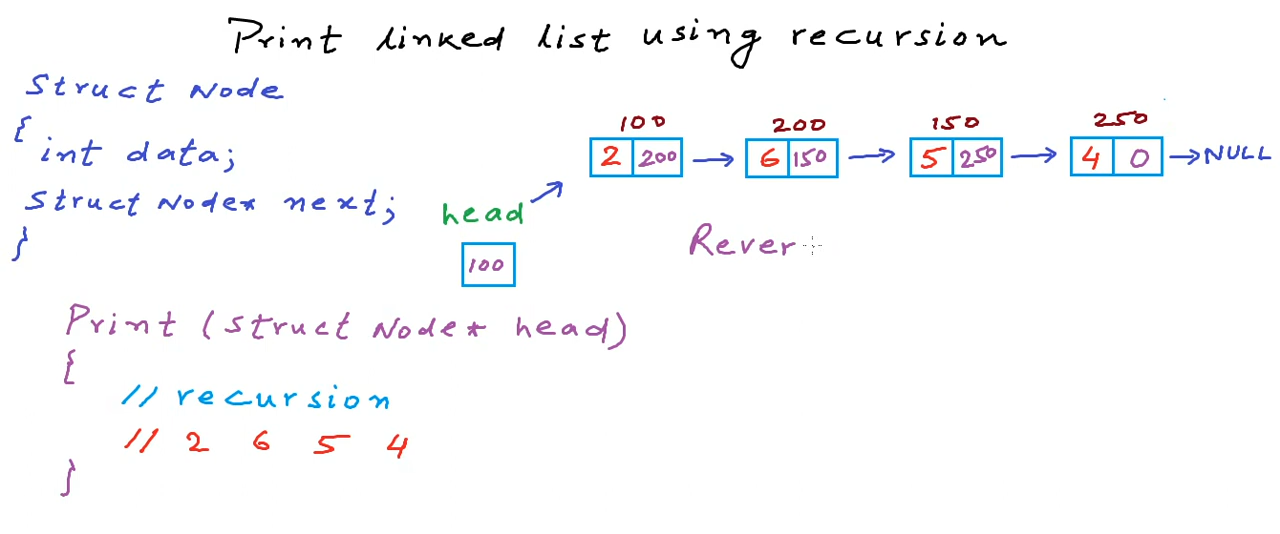 Print linked list using recursion
Struct Node
{
int data;
Struct Node* next;
}
head
100
100 200 150 250
2 200 6 150 5 250 4 0 NULL
Rever
Print (struct Node* head)
{
// recursion
// 2 6 5 4
}